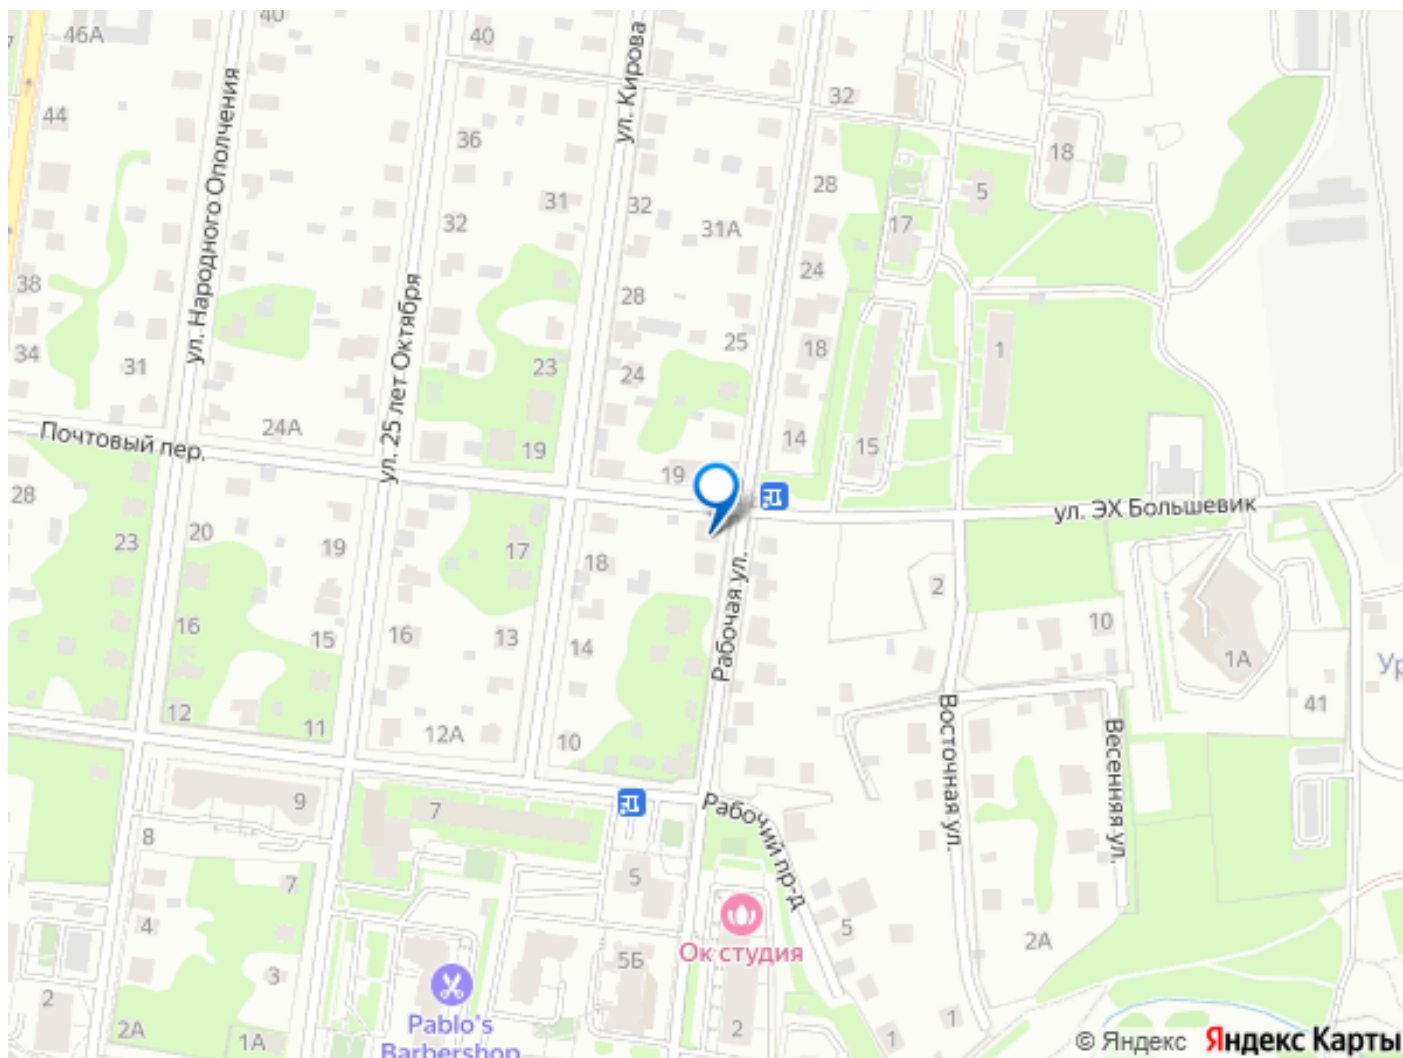 46А
40
40
ул. Кирова
32
44
ул. Народного Ополчения
36
18
28
5
31
32
17
32
31А
24
38
ул. 25 лет Октября
28
25
18
1
34
31
23
24
24А
14
15
Почтовый пер.
19
19
28
ул. ЭХ Большевик
20
23
19
17
18
Рабочая ул.
2
10
16
15
16
13
14
1А
Ур
12
11
12А
10
Восточная ул.
Весенняя ул.
41
9
7
Рабочий пр-д
8
7
5
4
5
2А
Ок студия
3
5Б
2
Pablo's
Barbershop
2А
1А
2
1
1
© Яндекс Яндекс Карты